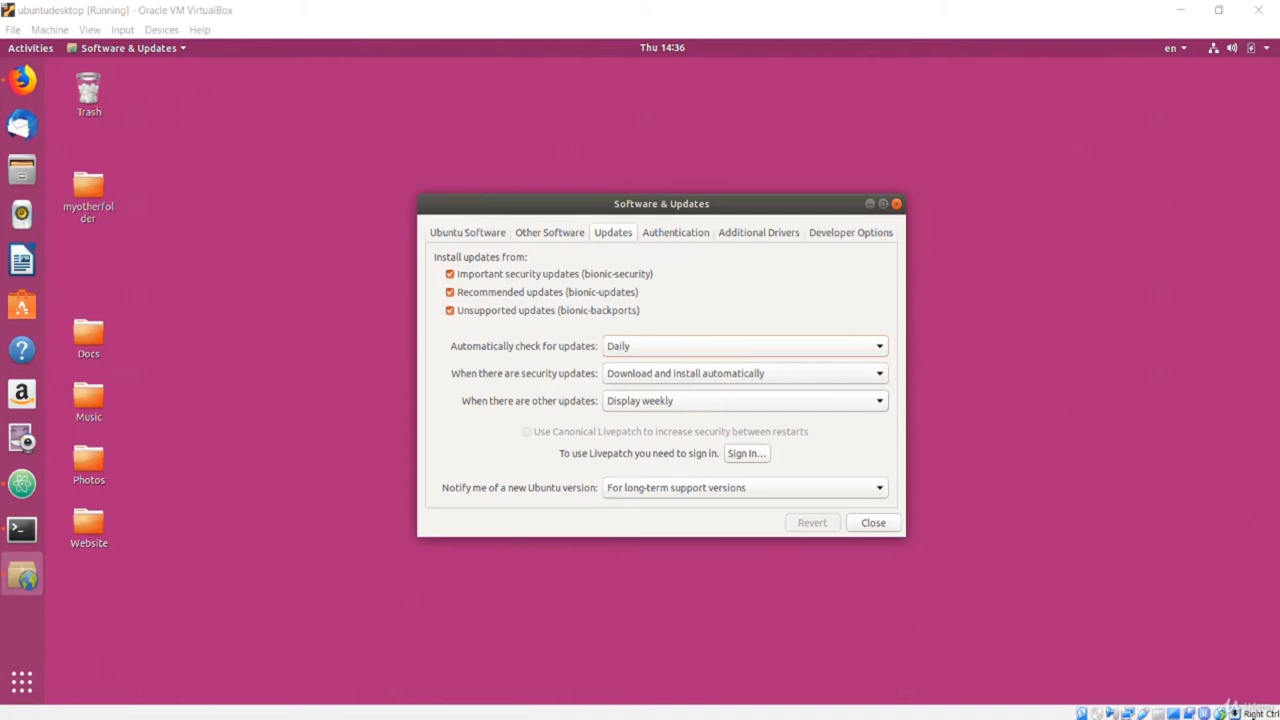 ubuntudesktop [Running] - Oracle VM VirtualBox
File Machine View Input Devices Help
Activities Software & Updates Thu 14:36 en
Trash
myotherfol
der
Docs
Music
Photos
Website
Software & Updates
Ubuntu Software Other Software Updates Authentication Additional Drivers Developer Options
Install updates from:
Important security updates (bionic-security)
Recommended updates (bionic-updates)
Unsupported updates (bionic-backports)
Automatically check for updates: Daily
When there are security updates: Download and install automatically
When there are other updates: Display weekly
Use Canonical Livepatch to increase security between restarts
To use Livepatch you need to sign in. Sign In...
Notify me of a new Ubuntu version: For long-term support versions
Revert Close
Right Ctrl